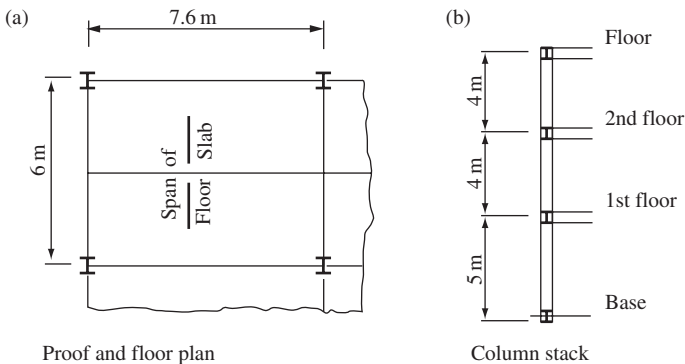 (a)
7.6 m
6 m
Span of
Floor Slab
Proof and floor plan
(b)
Floor
4 m
2nd floor
4 m
1st floor
5 m
Base
Column stack